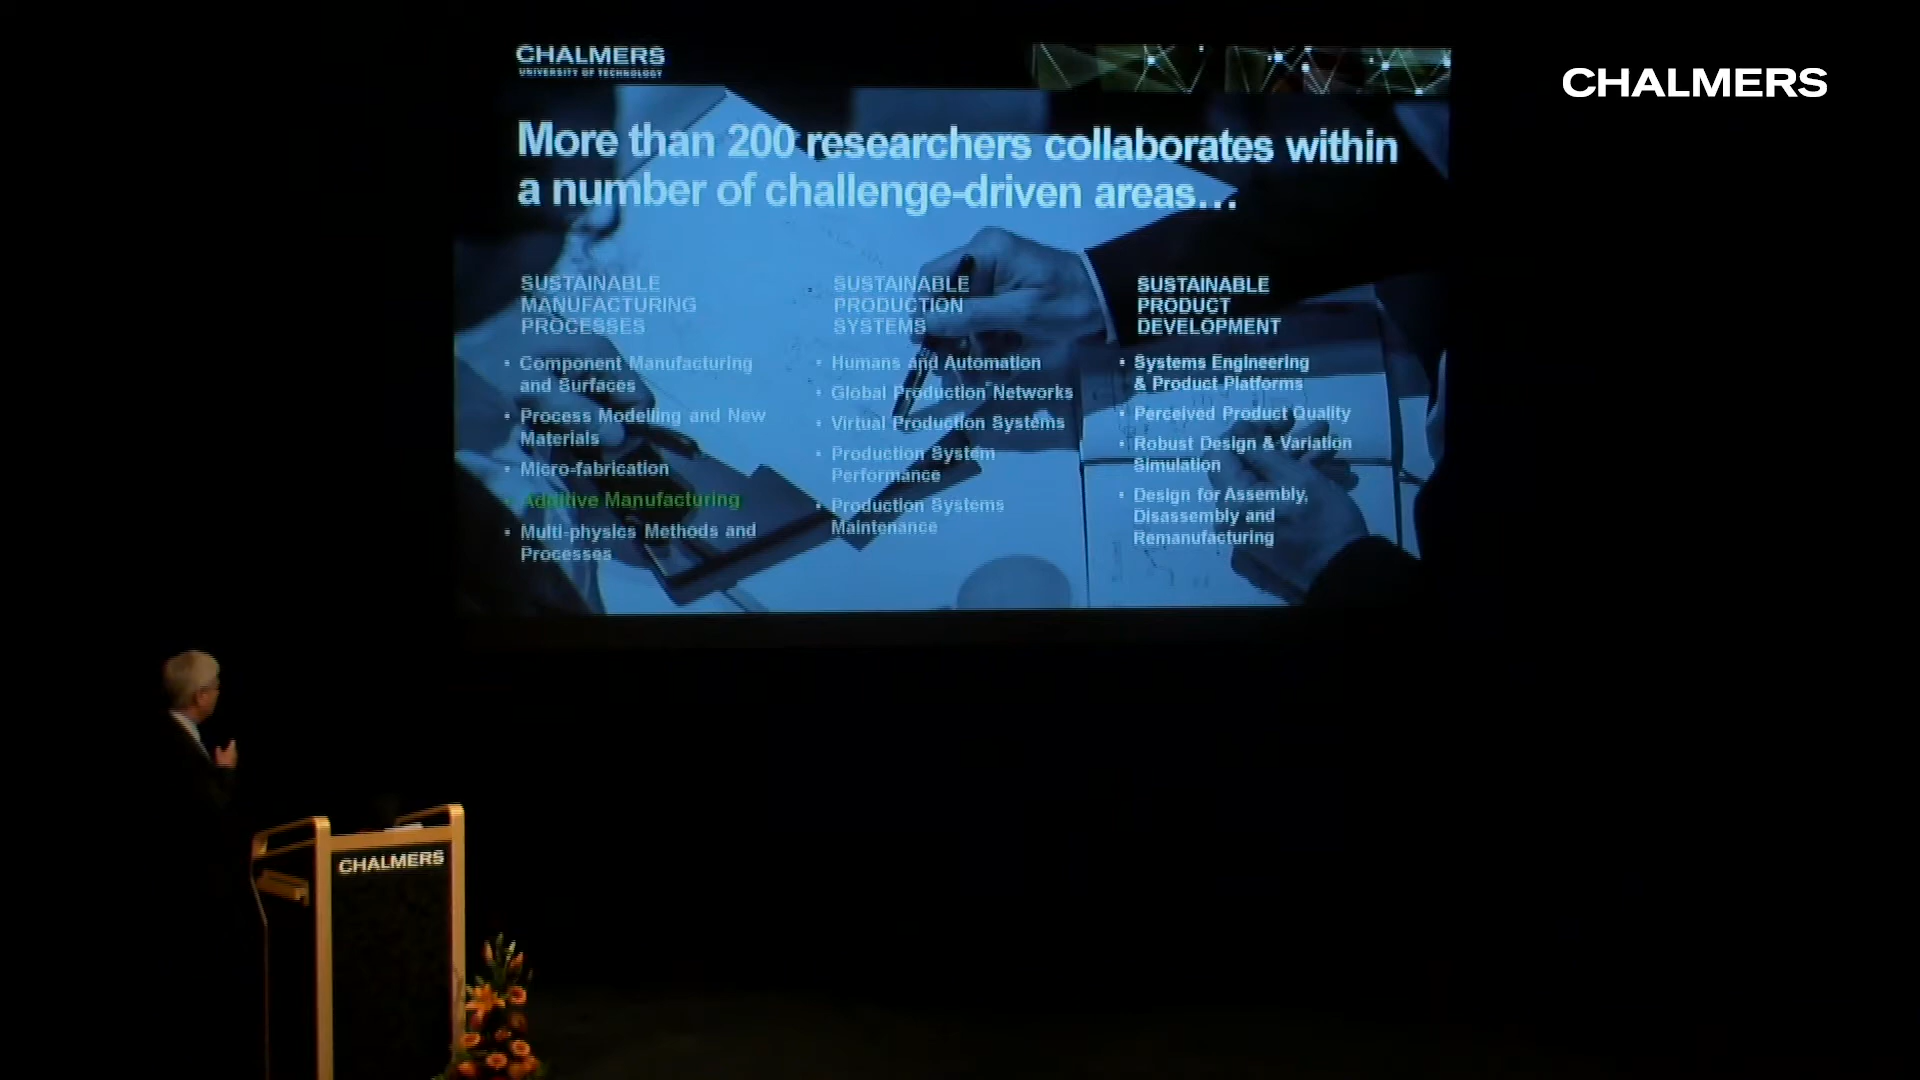 CHALMERS
UNIVERSITY OF TECHNOLOGY
CHALMERS
More than 200 researchers collaborates within
a number of challenge-driven areas…
SUSTAINABLE
MANUFACTURING
PROCESSES
• Component Manufacturing
and Surfaces
• Process Modelling and New
Materials
• Micro-fabrication
• Additive Manufacturing
• Multi-physics Methods and
Processes
SUSTAINABLE
PRODUCTION
SYSTEMS
• Humans and Automation
• Global Production Networks
• Virtual Production Systems
• Production System
Performance
• Production Systems
Maintenance
SUSTAINABLE
PRODUCT
DEVELOPMENT
• Systems Engineering
& Product Platforms
• Perceived Product Quality
• Robust Design & Variation
Simulation
• Design for Assembly,
Disassembly and
Remanufacturing
CHALMERS